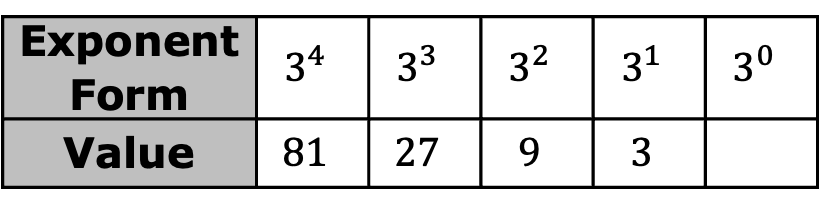 Exponent Form 3⁴ 3³ 3² 3¹ 3⁰
Value 81 27 9 3